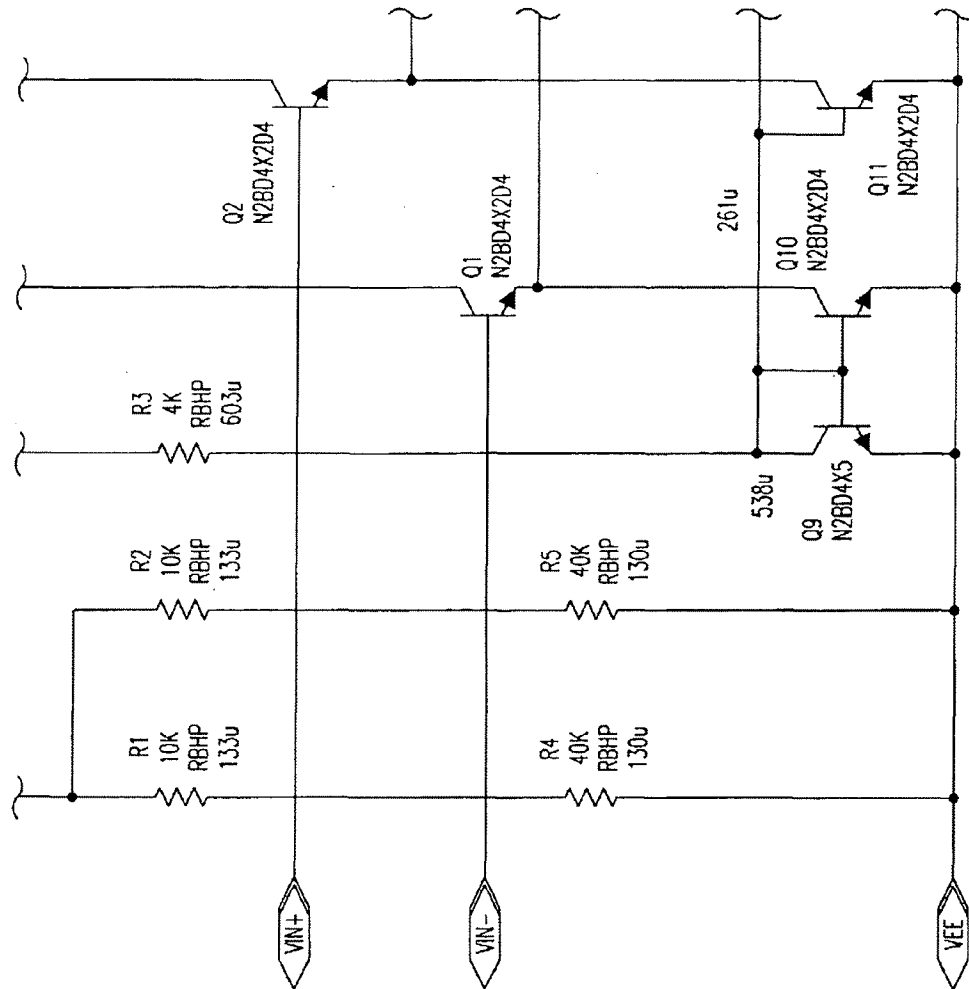 Q2
N2BD4X2D4
Q1
N2BD4X2D4
R3
4K
RBHP
603u
R2
10K
RBHP
133u
R1
10K
RBHP
133u
R5
40K
RBHP
130u
R4
40K
RBHP
130u
261u
538u
Q9
N2BD4X5
Q10
N2BD4X2D4
Q11
N2BD4X2D4
VIN+
VIN-
VEE